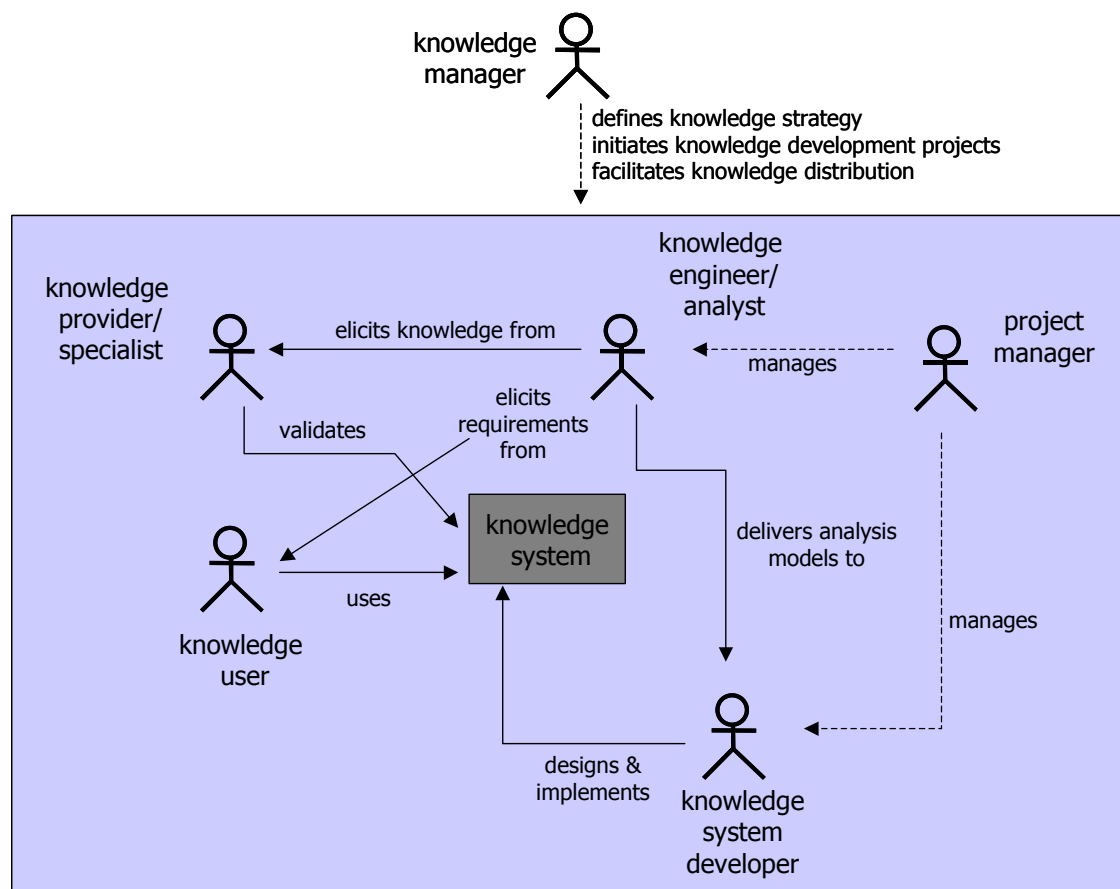 knowledge
manager
defines knowledge strategy
initiates knowledge development projects
facilitates knowledge distribution
knowledge
engineer/
analyst
knowledge
provider/
specialist
project
manager
elicits knowledge from
manages
elicits
requirements
from
validates
knowledge
system
delivers analysis
models to
uses
manages
knowledge
user
designs &
implements
knowledge
system
developer